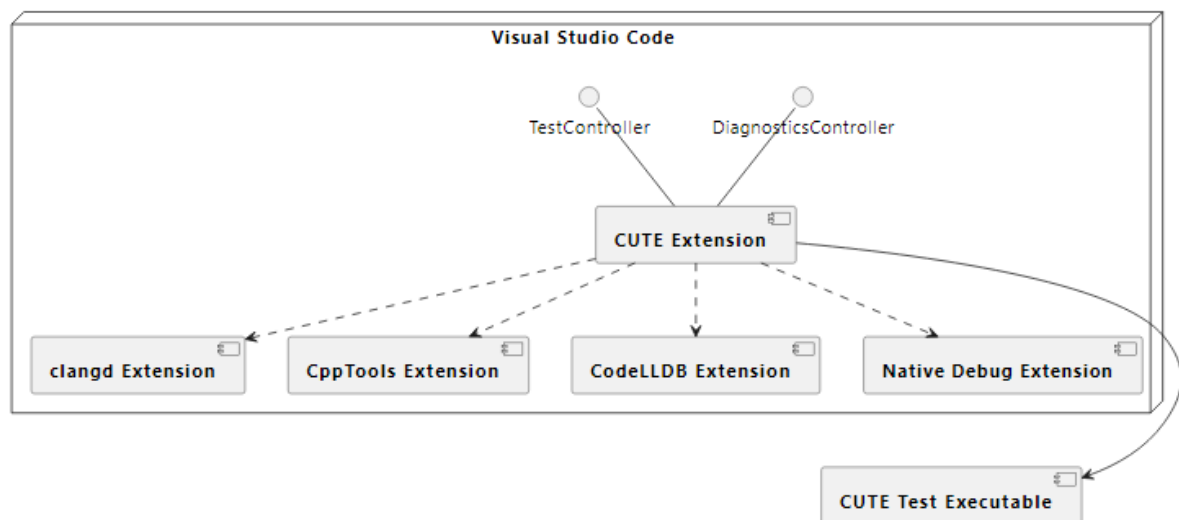 Visual Studio Code
TestController
DiagnosticsController
CUTE Extension
clangd Extension
CppTools Extension
CodeLLDB Extension
Native Debug Extension
CUTE Test Executable